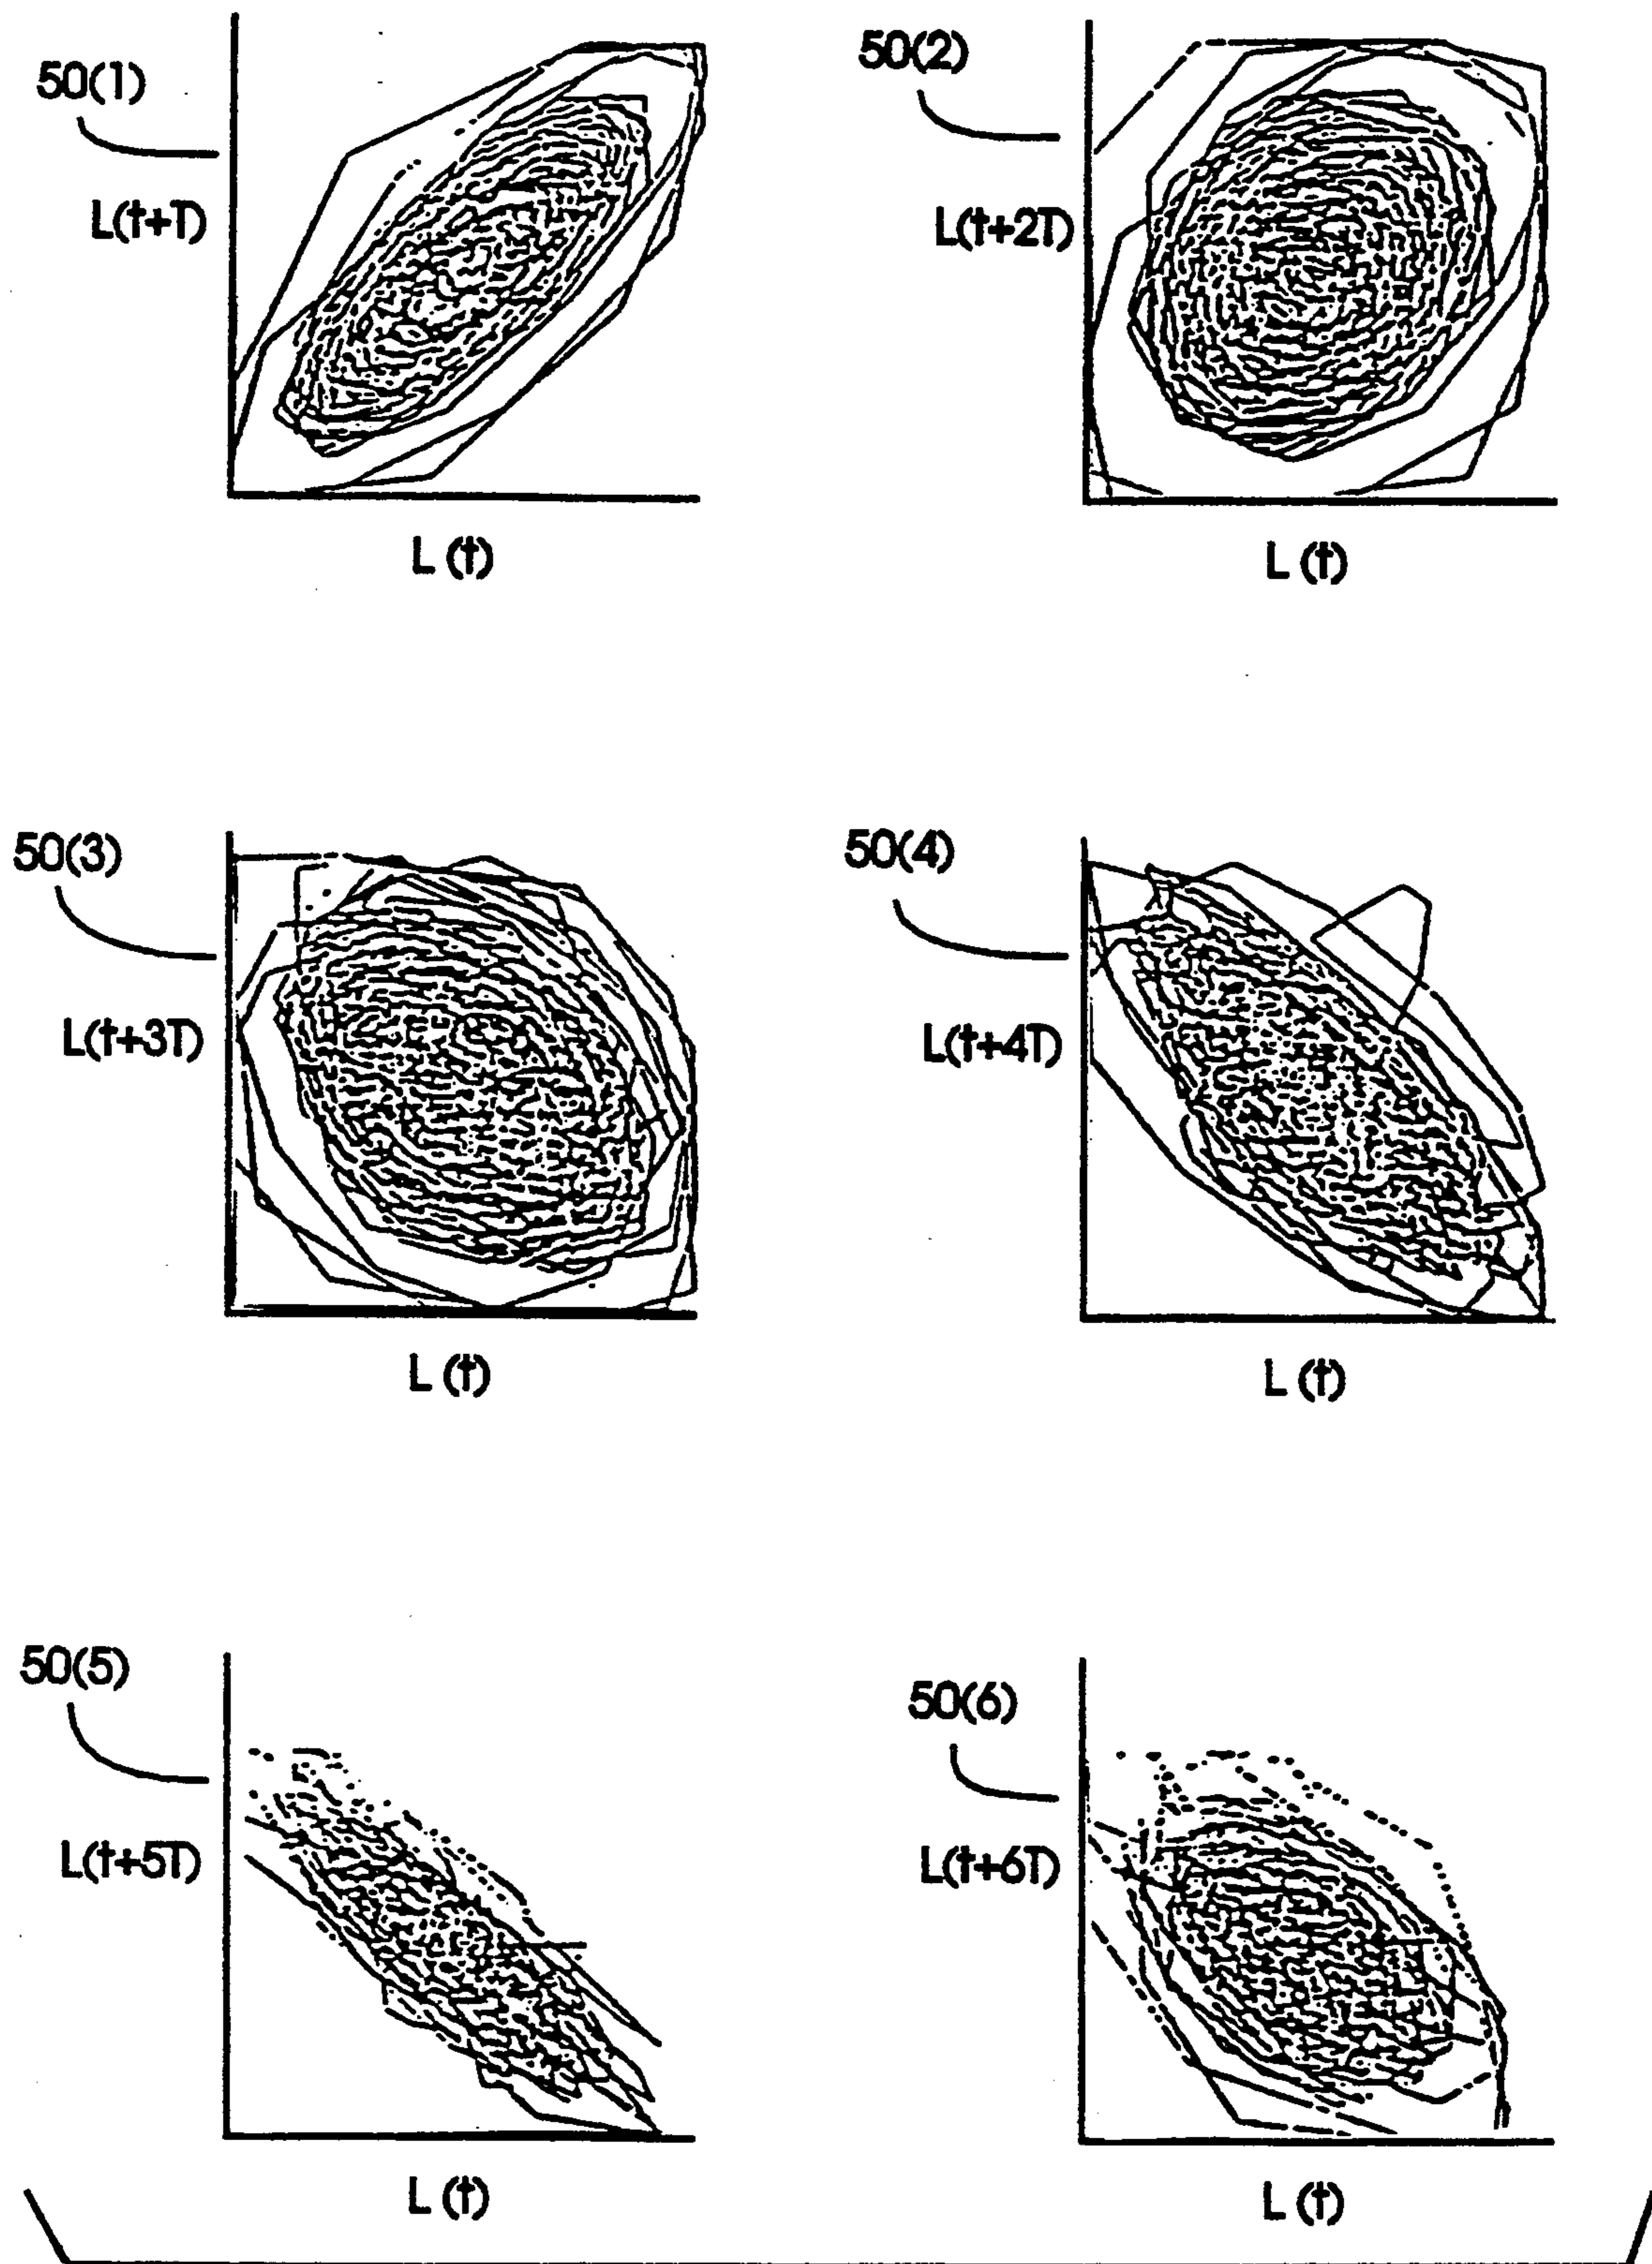 50(1)
L(t+T)
L (t)
50(2)
L(t+2T)
L (t)
50(3)
L(t+3T)
L (t)
50(4)
L(t+4T)
L (t)
50(5)
L(t+5T)
L (t)
50(6)
L(t+6T)
L (t)